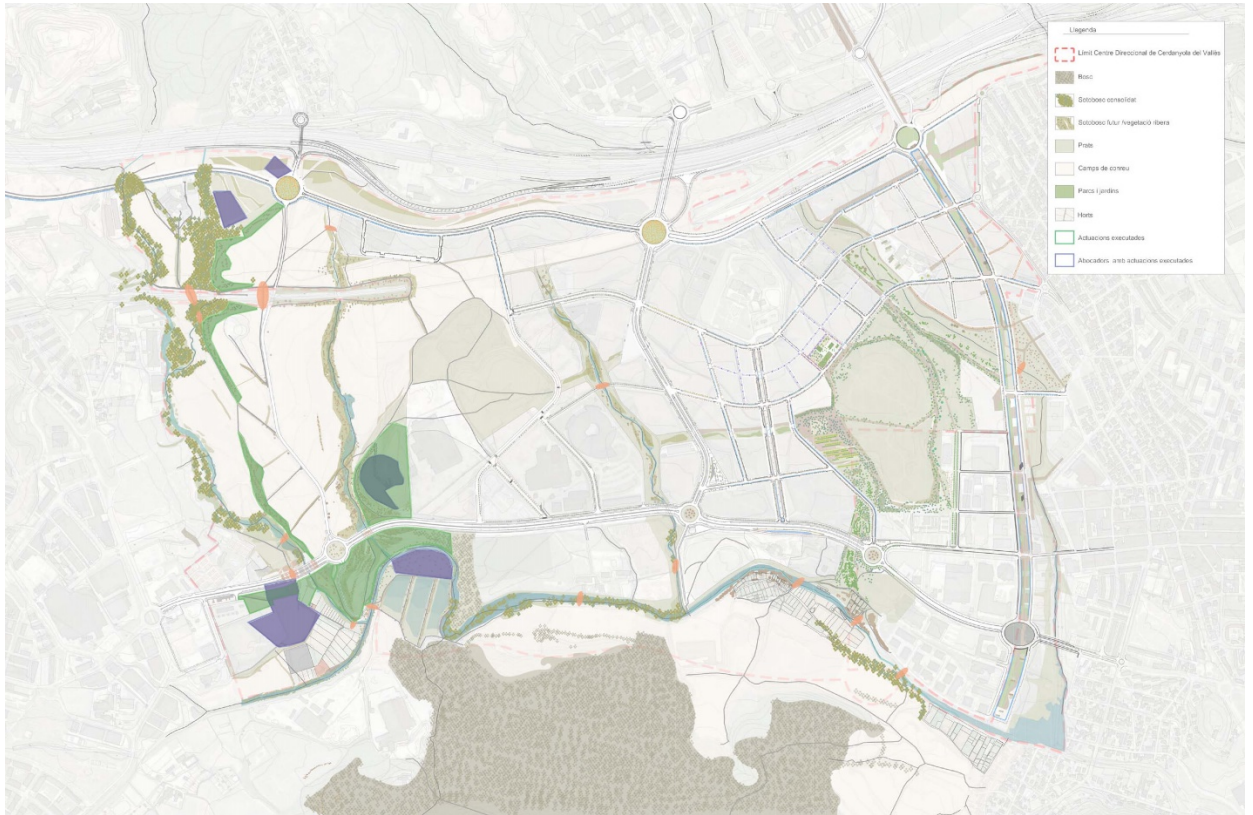 Llegenda
Límit Centre Direccional de Cerdanyola del Vallès
Bosc
Sotobosc consolidat
Sotobosc futur /vegetació ribera
Prats
Camps de conreu
Parcs i jardins
Horts
Actuacions executades
Abocadors amb actuacions executades